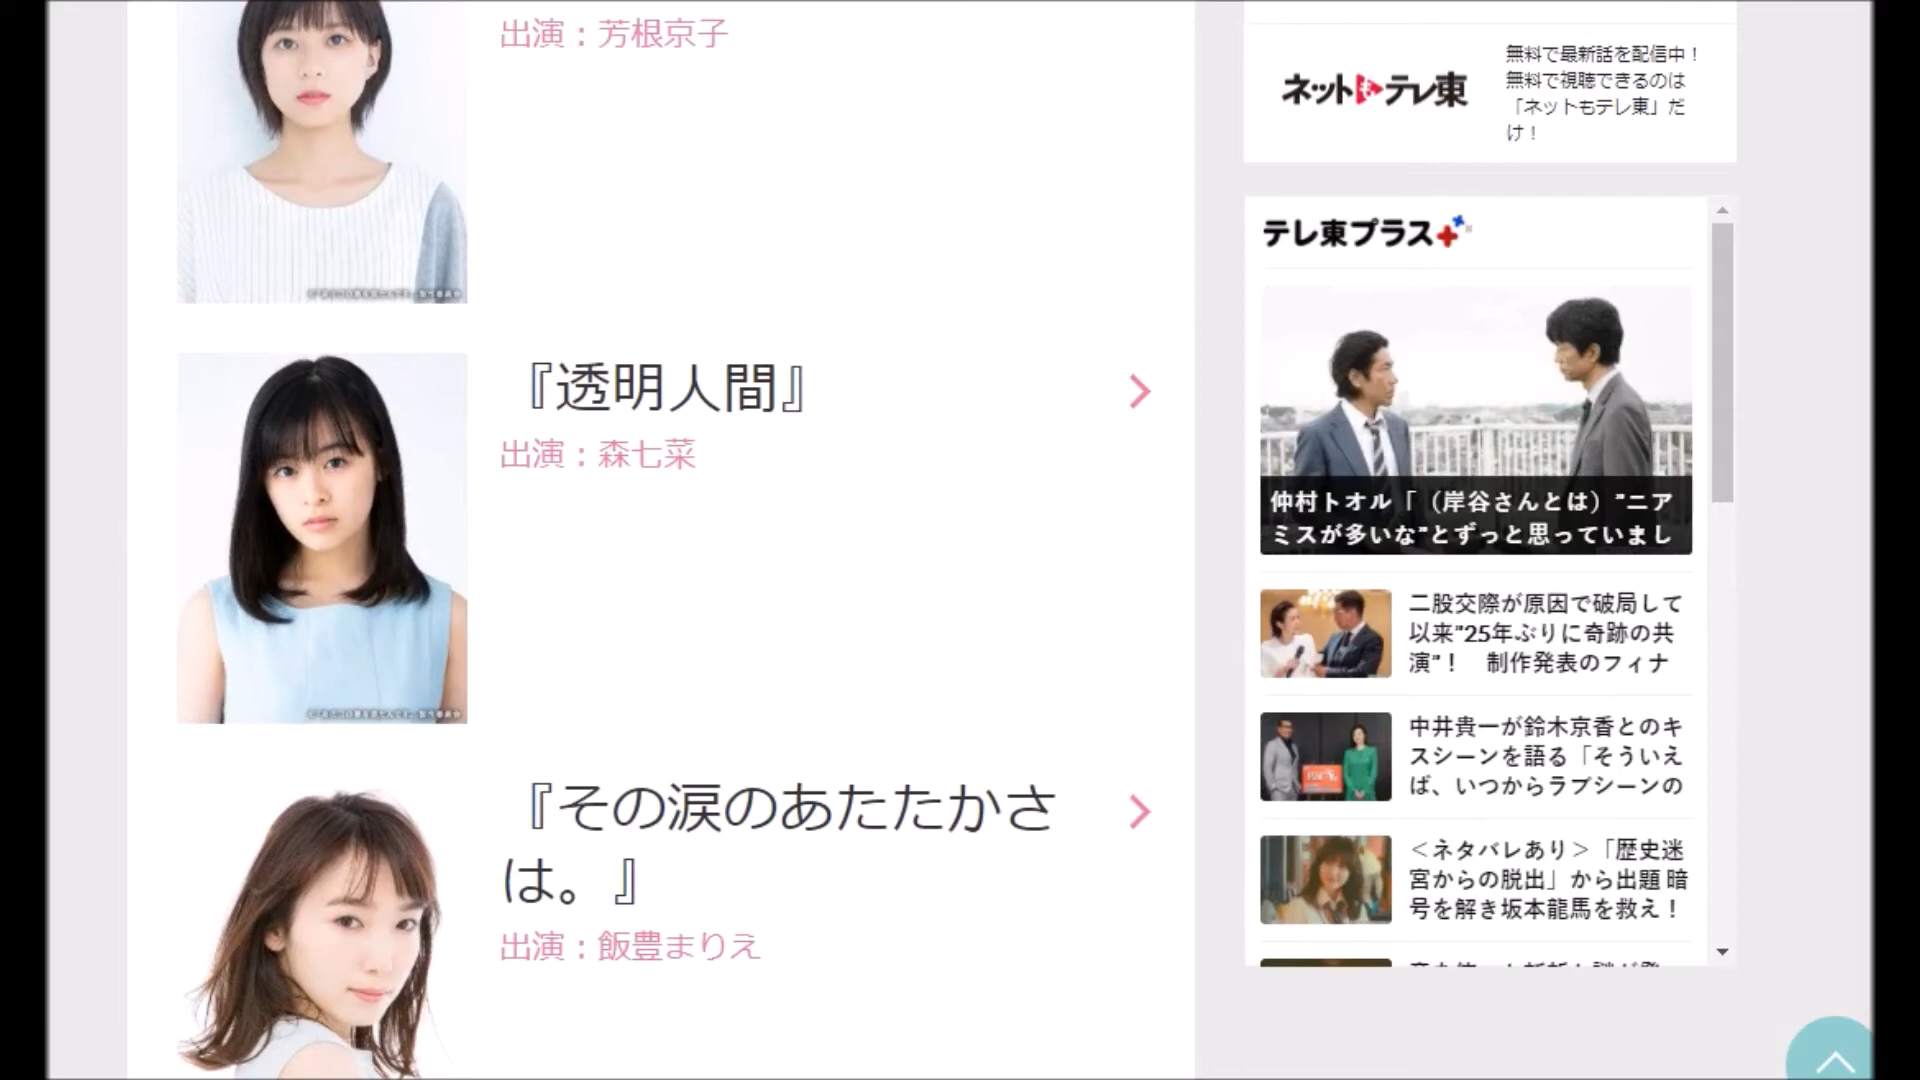 出演：芳根京子
『透明人間』
出演：森七菜
『その涙のあたたかさ
は。』
出演：飯豊まりえ
ネットもテレ東
無料で最新話を配信中！
無料で視聴できるのは
「ネットもテレ東」だ
け！
テレ東プラス
仲村トオル「（岸谷さんとは）”ニア
ミスが多いな”とずっと思っていまし
二股交際が原因で破局して
以来”25年ぶりに奇跡の共
演”！　制作発表のフィナ
中井貴一が鈴木京香とのキ
スシーンを語る「そういえ
ば、いつからラブシーンの
＜ネタバレあり＞「歴史迷
宮からの脱出」から出題 暗
号を解き坂本龍馬を救え！